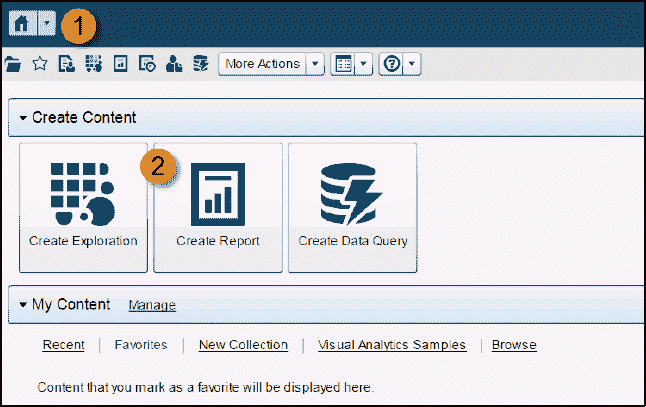 1
More Actions
Create Content
2
Create Exploration
Create Report
Create Data Query
My Content Manage
Recent | Favorites | New Collection | Visual Analytics Samples | Browse
Content that you mark as a favorite will be displayed here.